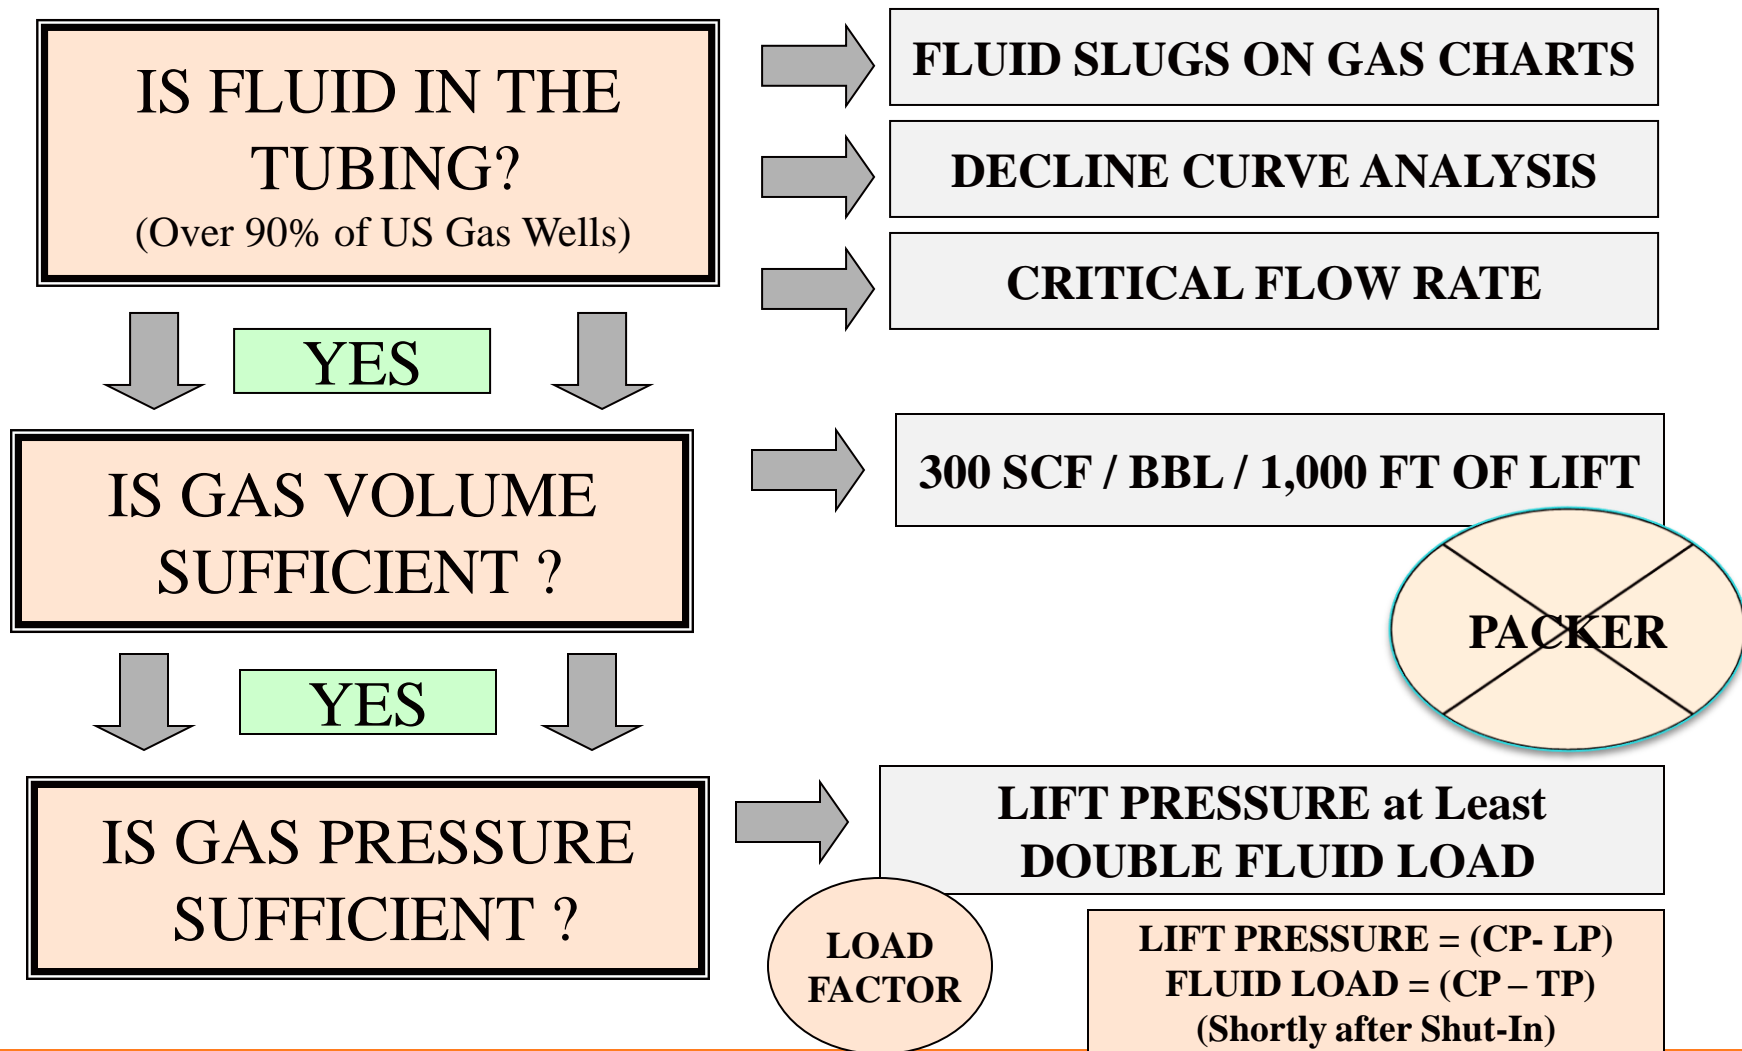 IS FLUID IN THE
TUBING?
(Over 90% of US Gas Wells)
FLUID SLUGS ON GAS CHARTS
DECLINE CURVE ANALYSIS
CRITICAL FLOW RATE
YES
IS GAS VOLUME
SUFFICIENT ?
300 SCF / BBL / 1,000 FT OF LIFT
PACKER
YES
IS GAS PRESSURE
SUFFICIENT ?
LIFT PRESSURE at Least
DOUBLE FLUID LOAD
LOAD
FACTOR
LIFT PRESSURE = (CP- LP)
FLUID LOAD = (CP – TP)
(Shortly after Shut-In)